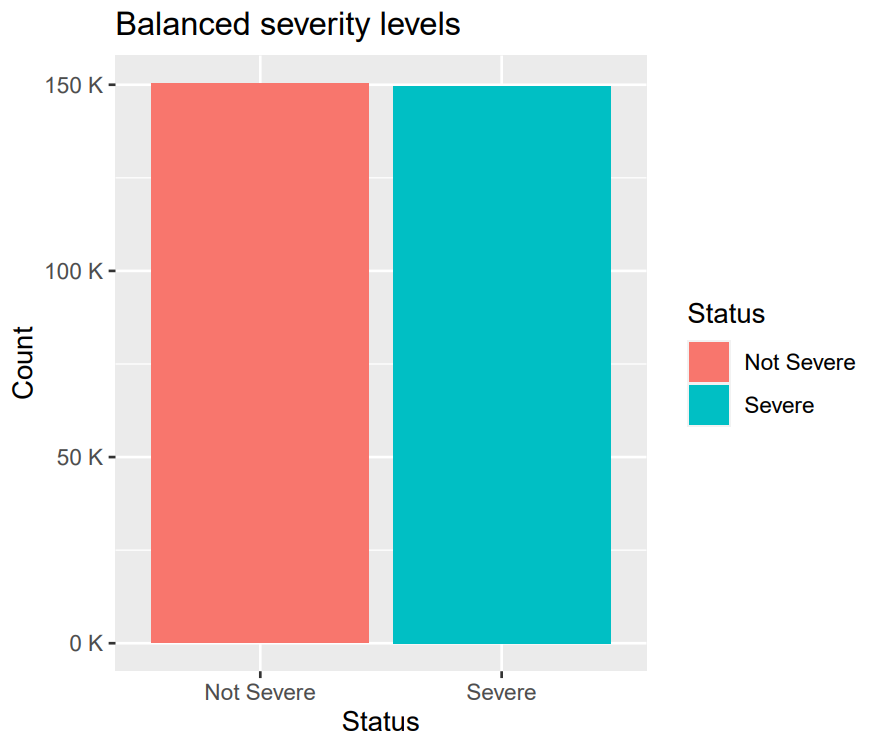 Balanced severity levels
150 K
100 K
50 K
0 K
Count
Not Severe
Severe
Status
Status
Not Severe
Severe